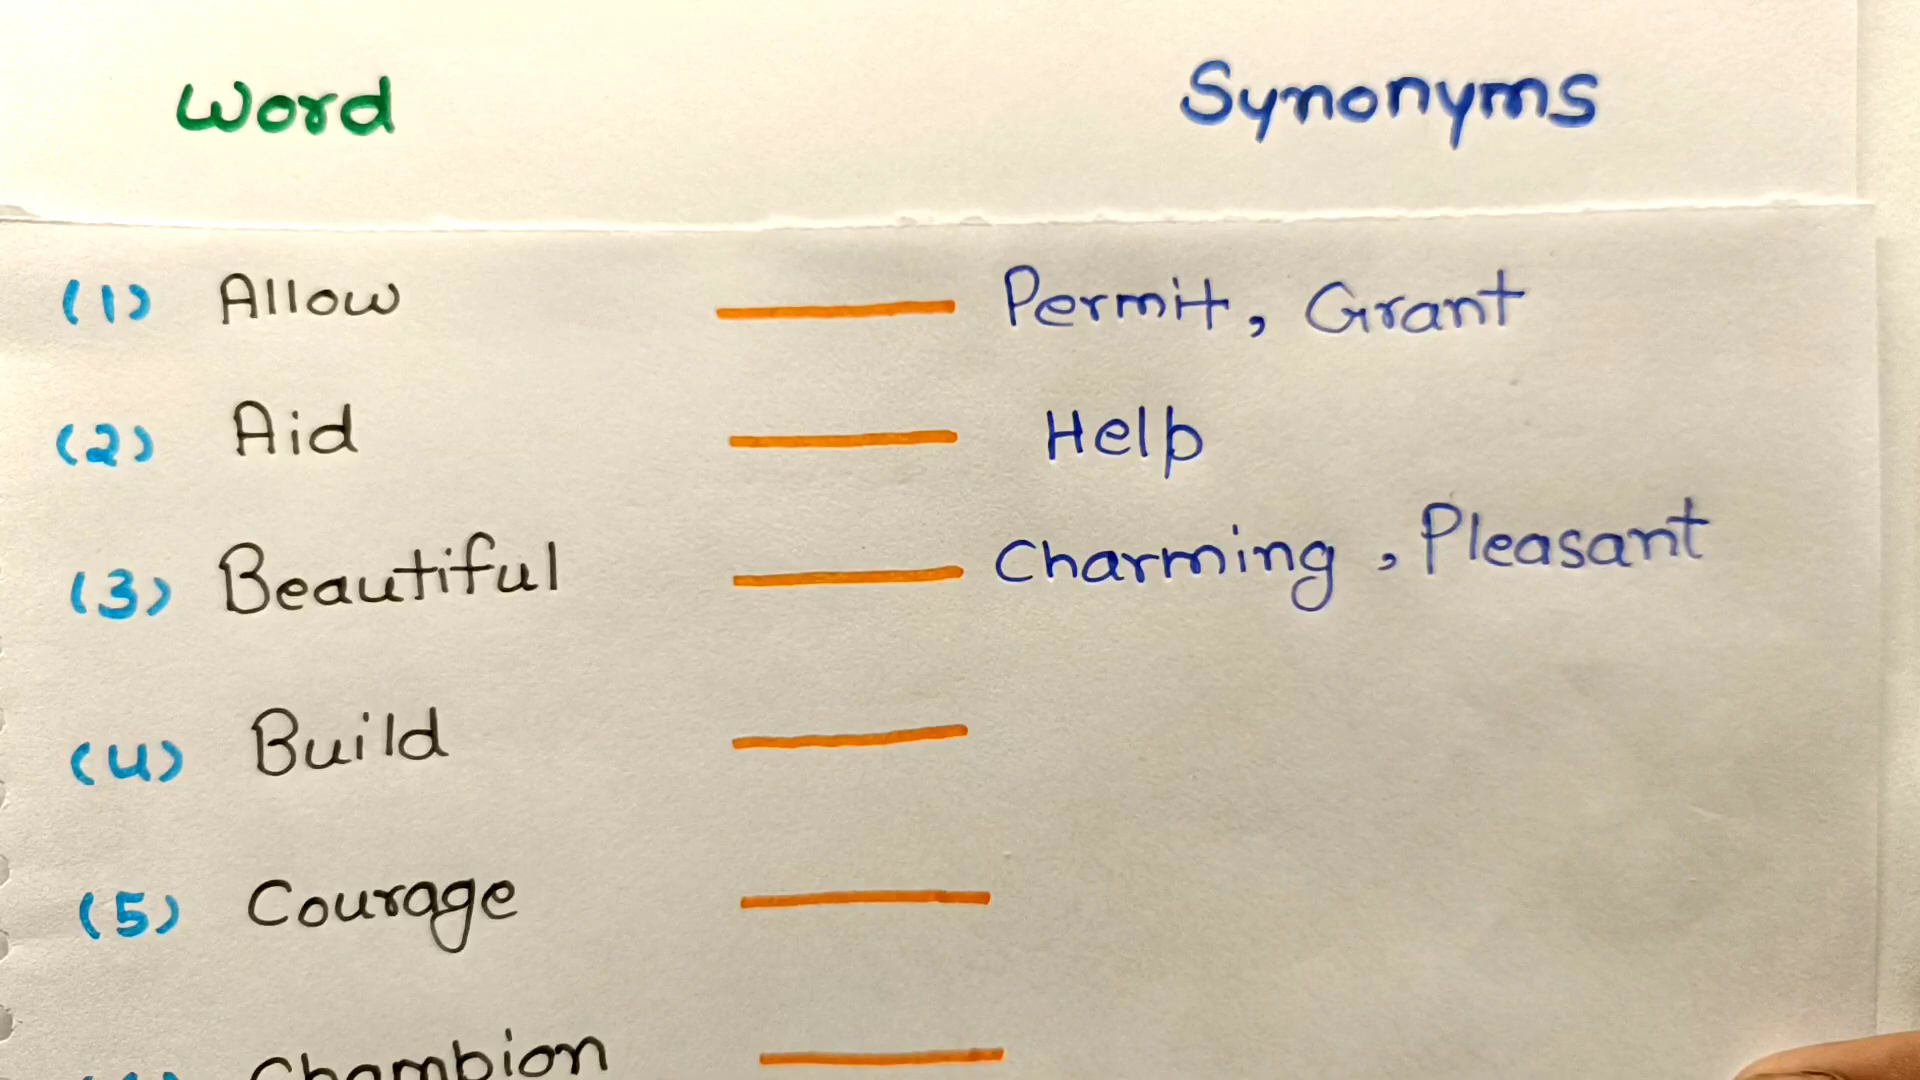 Word Synonyms
(1) Allow Permit, Grant
(2) Aid Help
(3) Beautiful Charming, Pleasant
(4) Build
(5) Courage
Champion